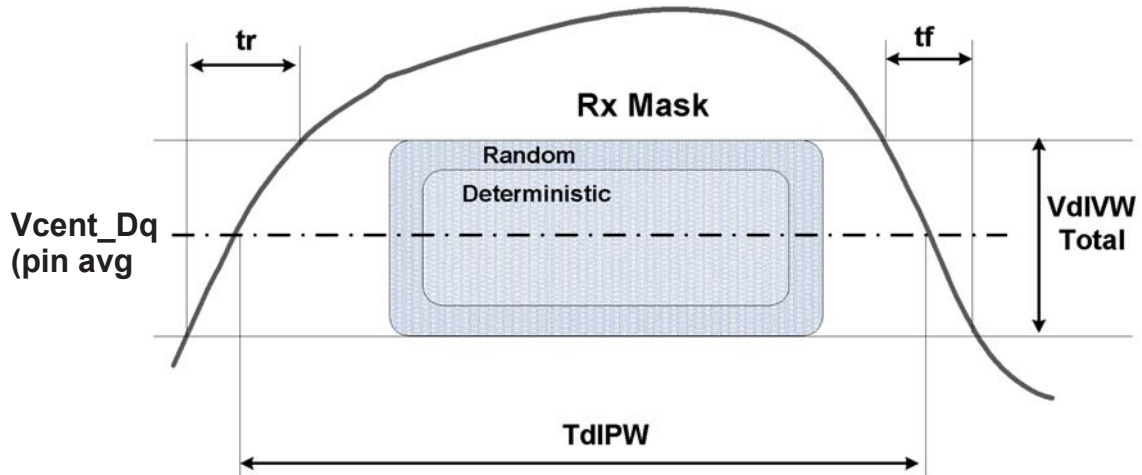 tr
tf
Rx Mask
Random
Deterministic
Vcent_Dq
(pin avg
VdIVW
Total
TdIPW